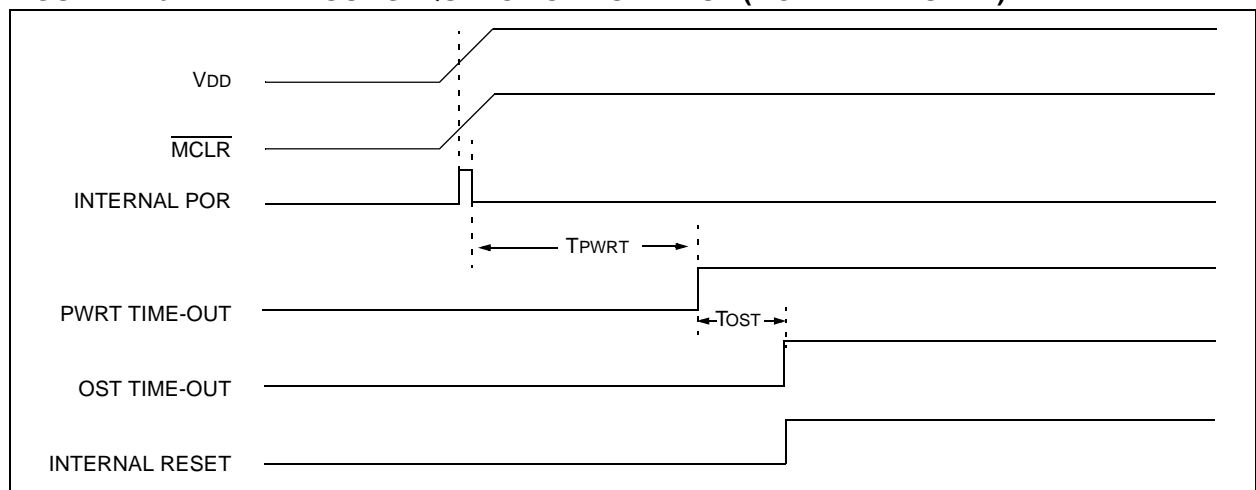 VDD
MCLR
INTERNAL POR
TPWRT
PWRT TIME-OUT
TOST
OST TIME-OUT
INTERNAL RESET